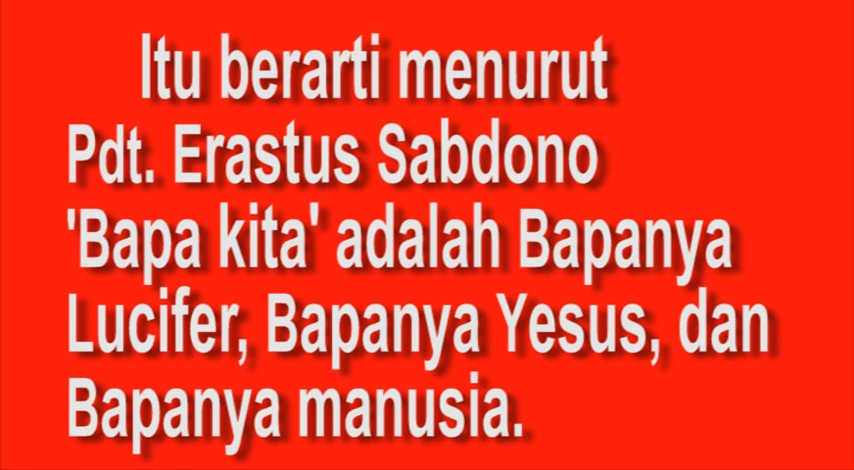 Itu berarti menurut
Pdt. Erastus Sabdono
'Bapa kita' adalah Bapanya
Lucifer, Bapanya Yesus, dan
Bapanya manusia.